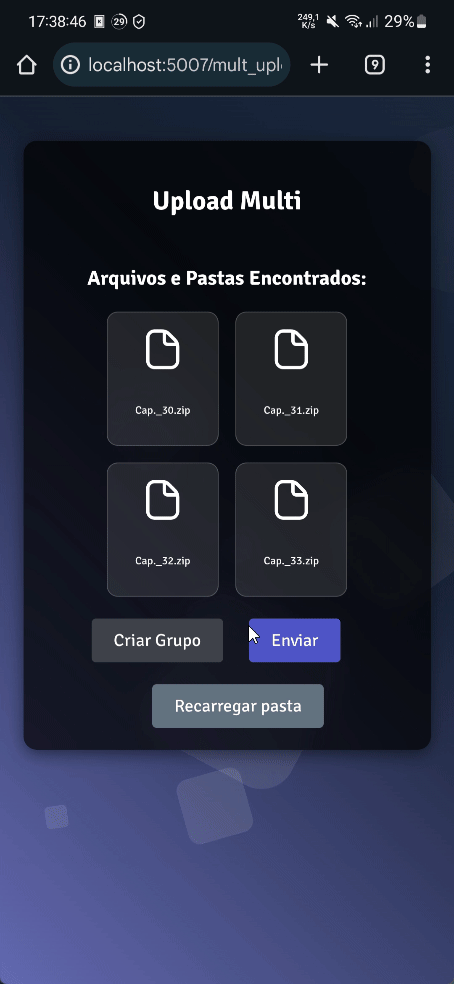 17:38:46 29 249,1 K/s 29%
localhost:5007/mult_upl 9
Upload Multi
Arquivos e Pastas Encontrados:
Cap._30.zip Cap._31.zip
Cap._32.zip Cap._33.zip
Criar Grupo Enviar
Recarregar pasta